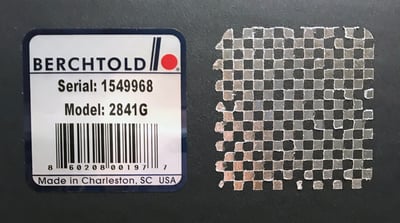 BERCHTOLD
Serial: 1549968
Model: 2841G
8 60208 00197 7
Made in Charleston, SC USA